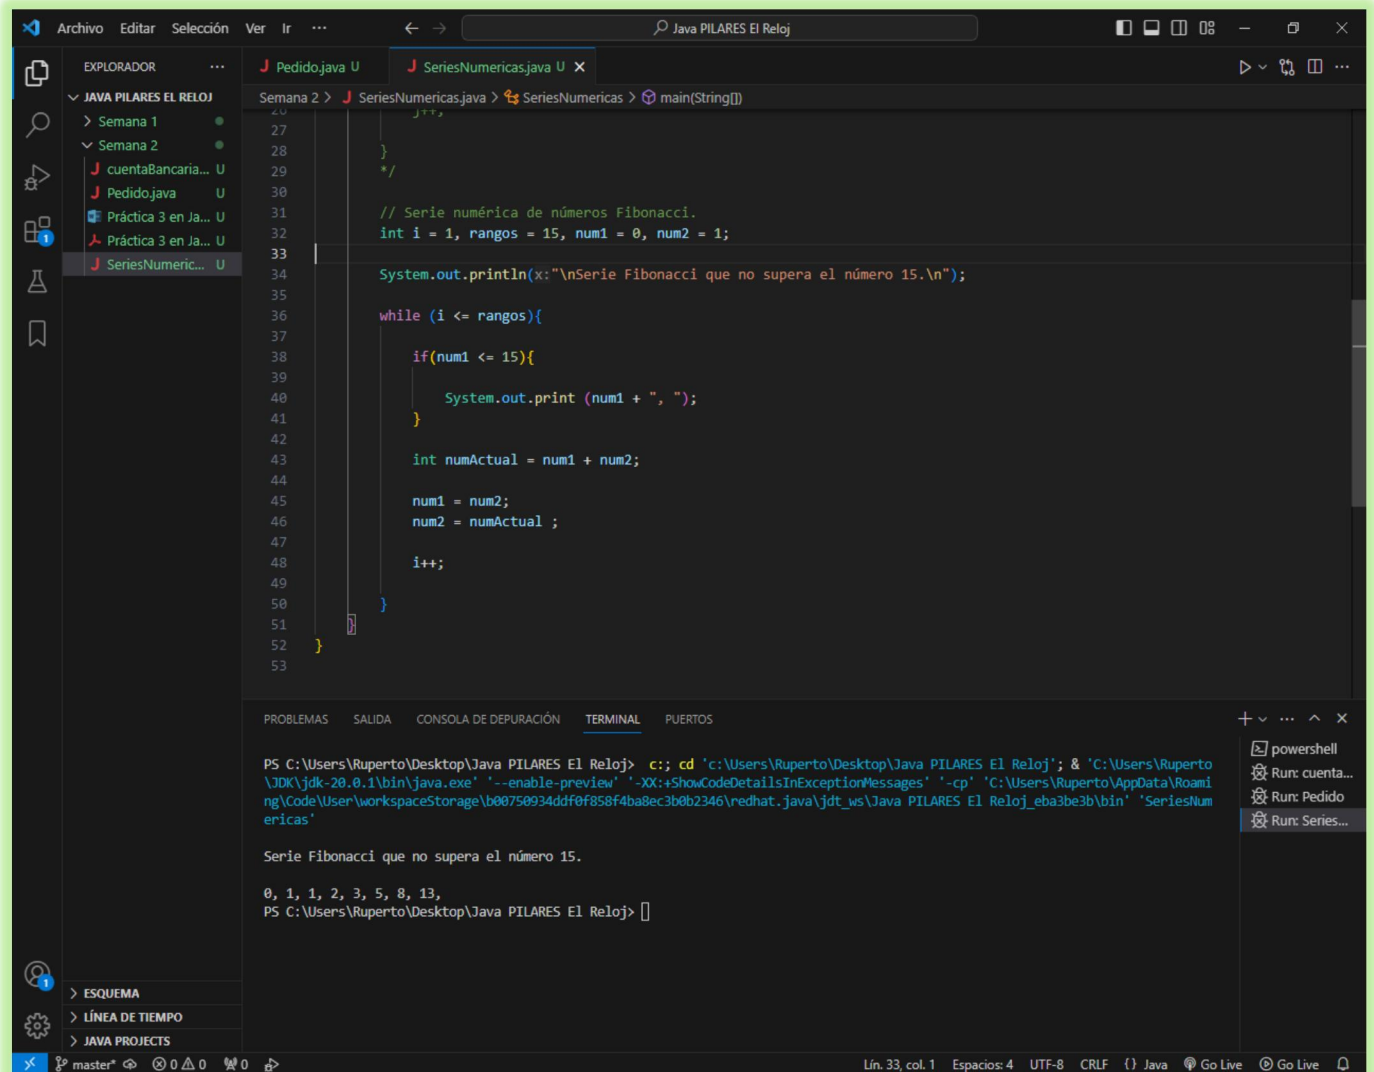 Archivo Editar Selección Ver Ir ··· ← → Java PILARES El Reloj
EXPLORADOR ···
JAVA PILARES EL RELOJ
> Semana 1
Semana 2
J cuentaBancaria... U
J Pedido.java U
Práctica 3 en Ja... U
Práctica 3 en Ja... U
J SeriesNumeric... U
> ESQUEMA
> LÍNEA DE TIEMPO
> JAVA PROJECTS
J Pedido.java U J SeriesNumericas.java U ×
Semana 2 > J SeriesNumericas.java > SeriesNumericas > main(String[])
26 j++;
27
28 }
29 */
30
31 // Serie numérica de números Fibonacci.
32 int i = 1, rangos = 15, num1 = 0, num2 = 1;
33
34 System.out.println(x:"\nSerie Fibonacci que no supera el número 15.\n");
35
36 while (i <= rangos){
37
38 if(num1 <= 15){
39
40 System.out.print (num1 + ", ");
41 }
42
43 int numActual = num1 + num2;
44
45 num1 = num2;
46 num2 = numActual ;
47
48 i++;
49
50 }
51 }
52 }
53
PROBLEMAS SALIDA CONSOLA DE DEPURACIÓN TERMINAL PUERTOS
PS C:\Users\Ruperto\Desktop\Java PILARES El Reloj> c:; cd 'c:\Users\Ruperto\Desktop\Java PILARES El Reloj'; & 'C:\Users\Ruperto
\JDK\jdk-20.0.1\bin\java.exe' '--enable-preview' '-XX:+ShowCodeDetailsInExceptionMessages' '-cp' 'C:\Users\Ruperto\AppData\Roami
ng\Code\User\workspaceStorage\b00750934ddf0f858f4ba8ec3b0b2346\redhat.java\jdt_ws\Java PILARES El Reloj_eba3be3b\bin' 'SeriesNum
ericas'
Serie Fibonacci que no supera el número 15.
0, 1, 1, 2, 3, 5, 8, 13,
PS C:\Users\Ruperto\Desktop\Java PILARES El Reloj>
powershell
Run: cuenta...
Run: Pedido
Run: Series...
1
1
master* 0 0 0 Lín. 33, col. 1 Espacios: 4 UTF-8 CRLF {} Java Go Live Go Live